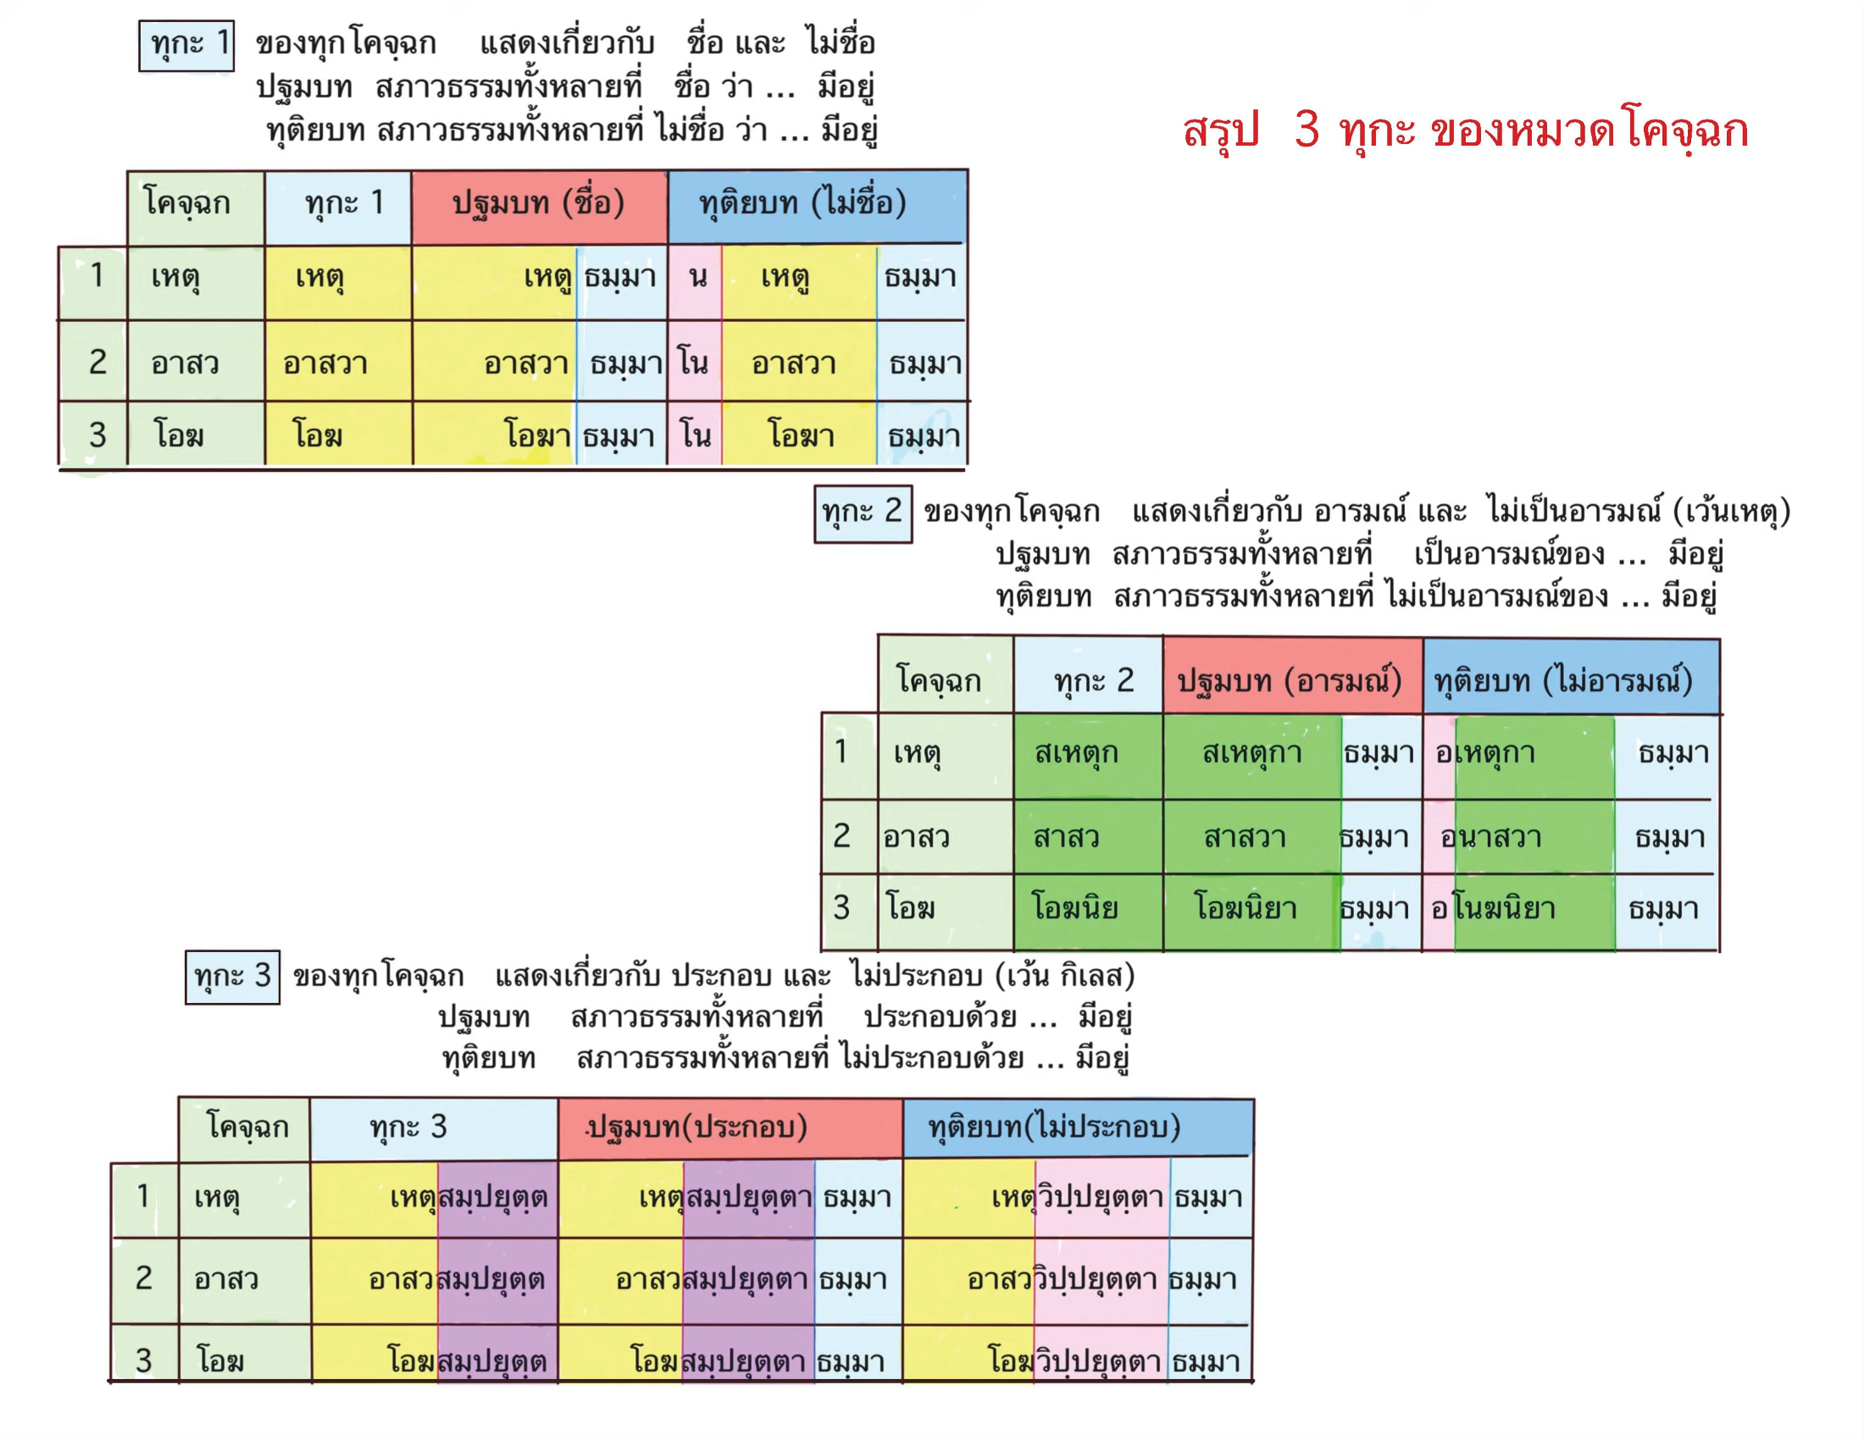 ทุกะ 1 ของทุกโคจฺฉก แสดงเกี่ยวกับ ชื่อ และ ไม่ชื่อ
ปฐมบท สภาวธรรมทั้งหลายที่ ชื่อ ว่า ... มีอยู่
ทุติยบท สภาวธรรมทั้งหลายที่ ไม่ชื่อ ว่า ... มีอยู่
สรุป 3 ทุกะ ของหมวดโคจฺฉก
โคจฺฉก ทุกะ 1 ปฐมบท (ชื่อ) ทุติยบท (ไม่ชื่อ)
1 เหตุ เหตุ เหตู ธมฺมา น เหตู ธมฺมา
2 อาสว อาสวา อาสวา ธมฺมา โน อาสวา ธมฺมา
3 โอฆ โอฆ โอฆา ธมฺมา โน โอฆา ธมฺมา
ทุกะ 2 ของทุกโคจฺฉก แสดงเกี่ยวกับ อารมณ์ และ ไม่เป็นอารมณ์ (เว้นเหตุ)
ปฐมบท สภาวธรรมทั้งหลายที่ เป็นอารมณ์ของ ... มีอยู่
ทุติยบท สภาวธรรมทั้งหลายที่ ไม่เป็นอารมณ์ของ ... มีอยู่
โคจฺฉก ทุกะ 2 ปฐมบท (อารมณ์) ทุติยบท (ไม่อารมณ์)
1 เหตุ สเหตุก สเหตุกา ธมฺมา อเหตุกา ธมฺมา
2 อาสว สาสว สาสวา ธมฺมา อนาสวา ธมฺมา
3 โอฆ โอฆนิย โอฆนิยา ธมฺมา อโนฆนิยา ธมฺมา
ทุกะ 3 ของทุกโคจฺฉก แสดงเกี่ยวกับ ประกอบ และ ไม่ประกอบ (เว้น กิเลส)
ปฐมบท สภาวธรรมทั้งหลายที่ ประกอบด้วย ... มีอยู่
ทุติยบท สภาวธรรมทั้งหลายที่ ไม่ประกอบด้วย ... มีอยู่
โคจฺฉก ทุกะ 3 ปฐมบท(ประกอบ) ทุติยบท(ไม่ประกอบ)
1 เหตุ เหตุสมฺปยุตฺต เหตุสมฺปยุตฺตา ธมฺมา เหตุวิปฺปยุตฺตา ธมฺมา
2 อาสว อาสวสมฺปยุตฺต อาสวสมฺปยุตฺตา ธมฺมา อาสววิปฺปยุตฺตา ธมฺมา
3 โอฆ โอฆสมฺปยุตฺต โอฆสมฺปยุตฺตา ธมฺมา โอฆวิปฺปยุตฺตา ธมฺมา